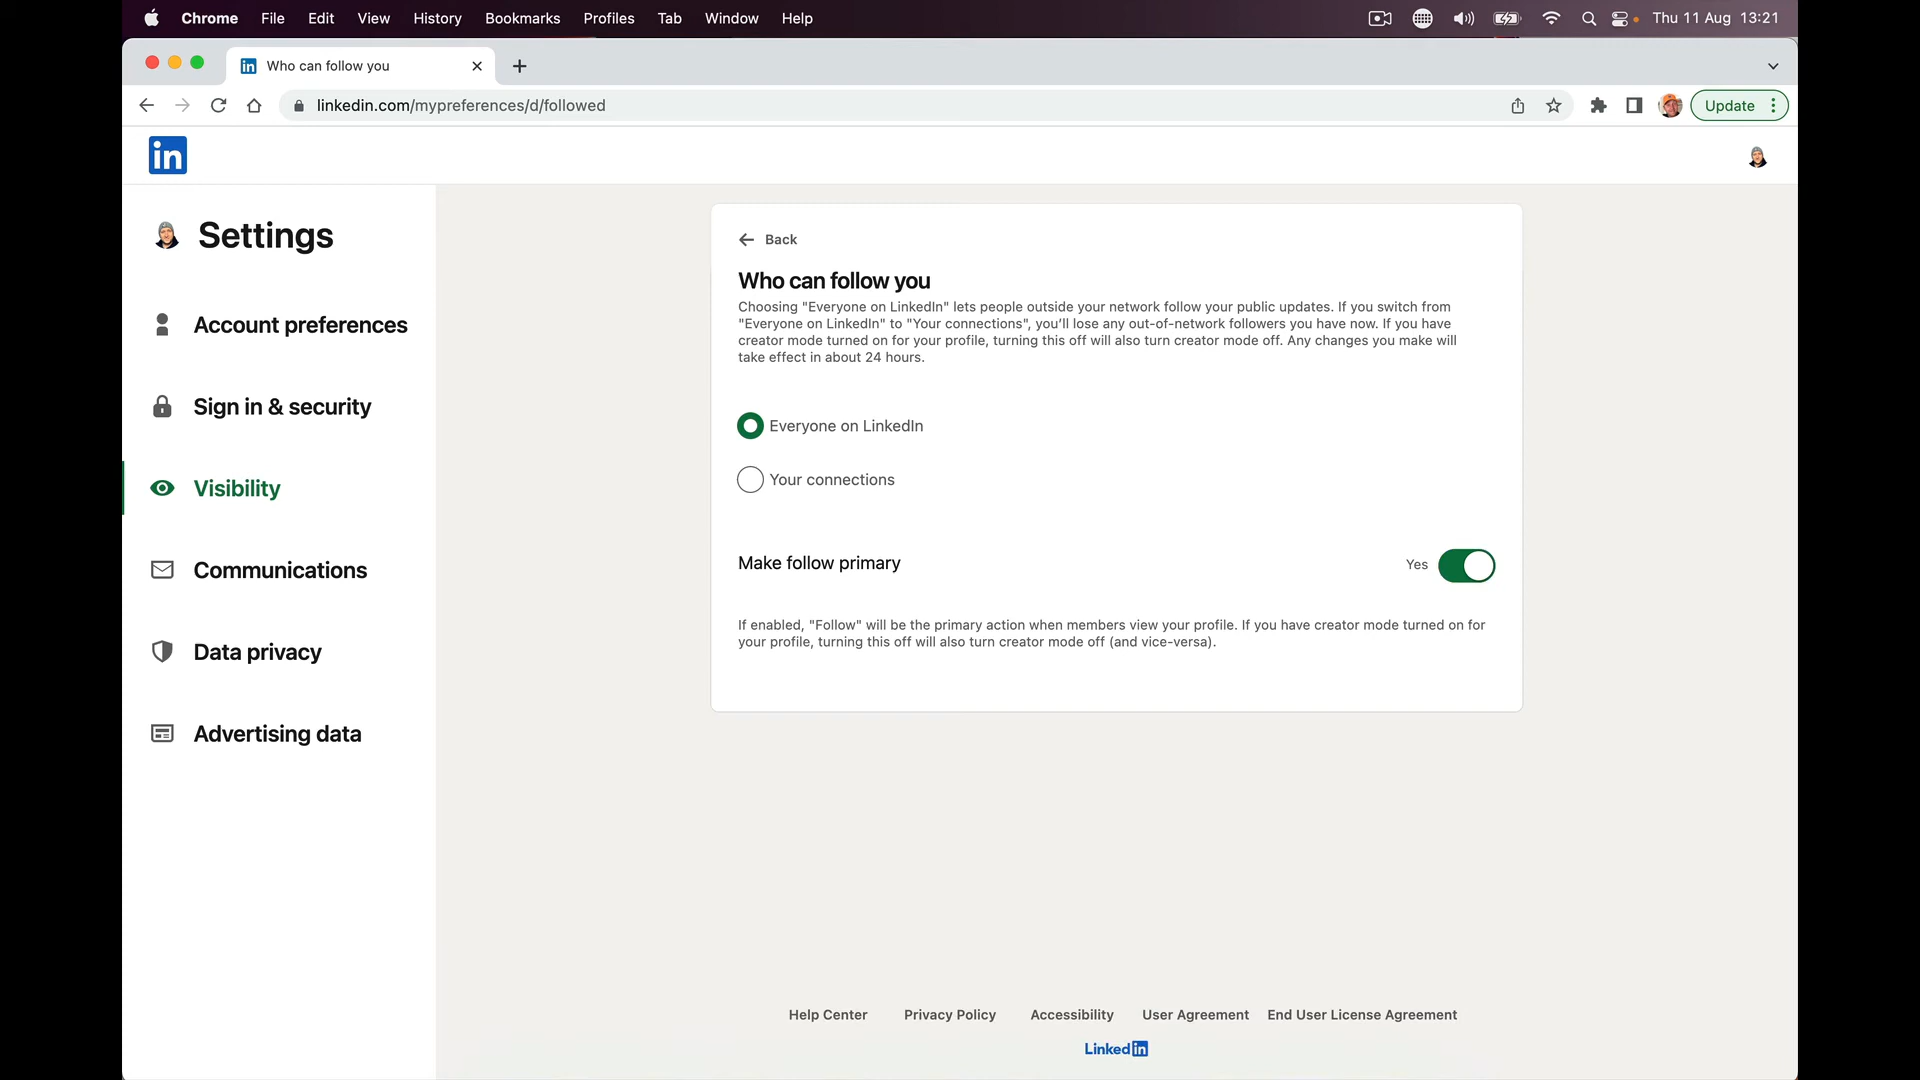 Chrome File Edit View History Bookmarks Profiles Tab Window Help Thu 11 Aug 13:21
Who can follow you
linkedin.com/mypreferences/d/followed Update
in
Settings
Account preferences
Sign in & security
Visibility
Communications
Data privacy
Advertising data
Back
Who can follow you
Choosing "Everyone on LinkedIn" lets people outside your network follow your public updates. If you switch from
"Everyone on LinkedIn" to "Your connections", you'll lose any out-of-network followers you have now. If you have
creator mode turned on for your profile, turning this off will also turn creator mode off. Any changes you make will
take effect in about 24 hours.
Everyone on LinkedIn
Your connections
Make follow primary Yes
If enabled, "Follow" will be the primary action when members view your profile. If you have creator mode turned on for
your profile, turning this off will also turn creator mode off (and vice-versa).
Help Center Privacy Policy Accessibility User Agreement End User License Agreement
LinkedIn